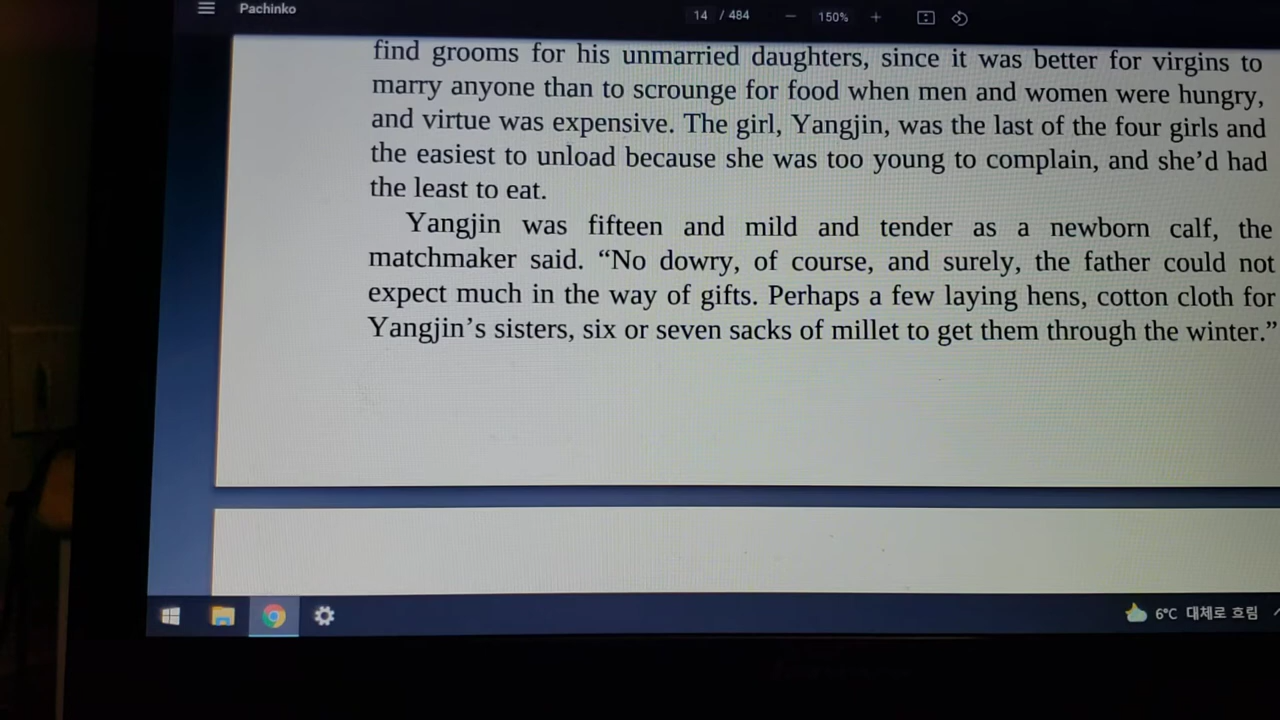 Pachinko
14 / 484 — 150% +
find grooms for his unmarried daughters, since it was better for virgins to
marry anyone than to scrounge for food when men and women were hungry,
and virtue was expensive. The girl, Yangjin, was the last of the four girls and
the easiest to unload because she was too young to complain, and she’d had
the least to eat.
Yangjin was fifteen and mild and tender as a newborn calf, the
matchmaker said. “No dowry, of course, and surely, the father could not
expect much in the way of gifts. Perhaps a few laying hens, cotton cloth for
Yangjin’s sisters, six or seven sacks of millet to get them through the winter.”
6°C 대체로 흐림